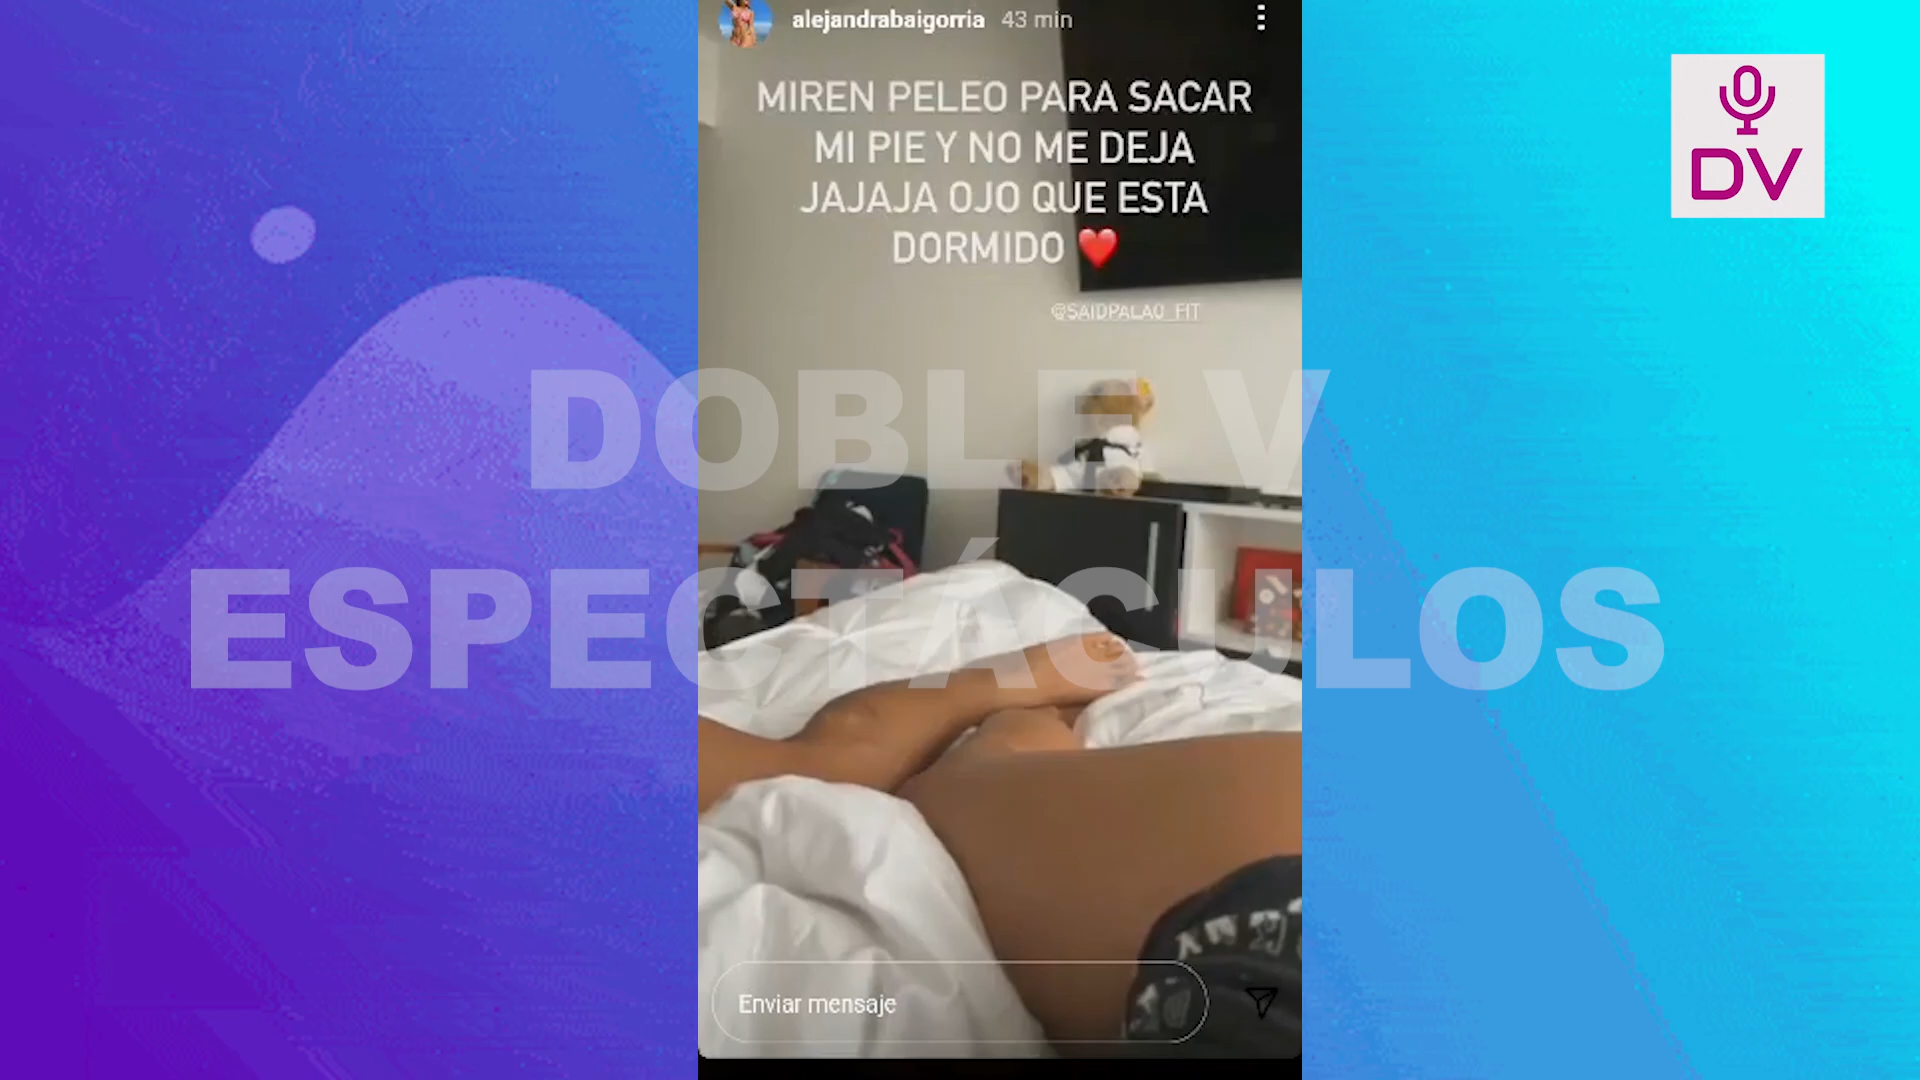 alejandrabaigorria 43 min
MIREN PELEO PARA SACAR
MI PIE Y NO ME DEJA
JAJAJA OJO QUE ESTA
DORMIDO ❤️
@SAIDPALAO_FIT
DV
DOBLE V
ESPECTÁCULOS
Enviar mensaje